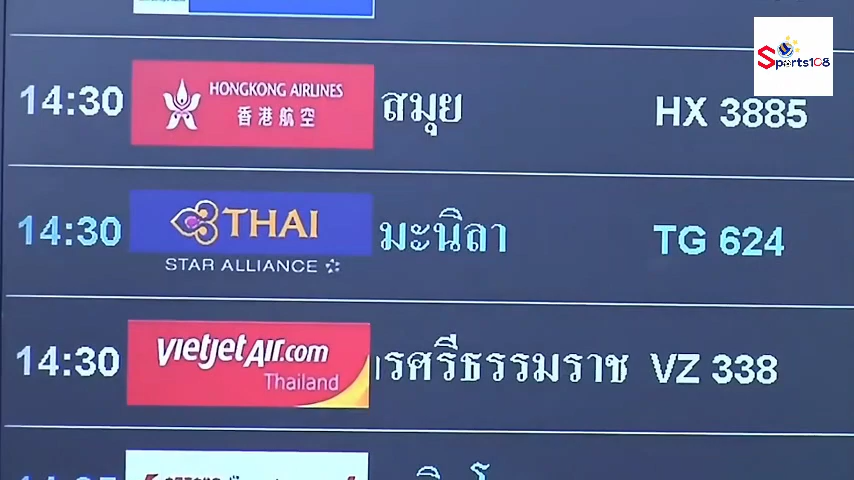 Sports108
14:30 HONGKONG AIRLINES สมุย HX 3885
香港航空
14:30 THAI มะนิลา TG 624
STAR ALLIANCE
14:30 vietjetAir.com รศรีธรรมราช VZ 338
Thailand